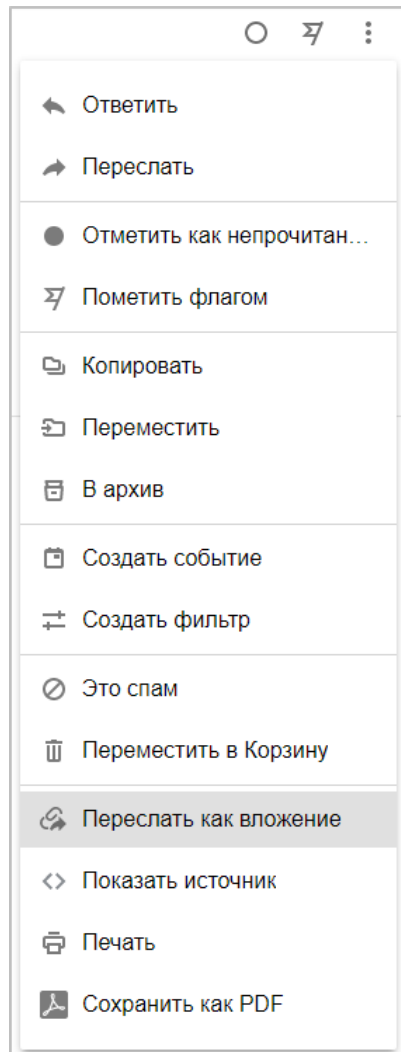 Ответить
Переслать
Отметить как непрочитан...
Пометить флагом
Копировать
Переместить
В архив
Создать событие
Создать фильтр
Это спам
Переместить в Корзину
Переслать как вложение
Показать источник
Печать
Сохранить как PDF